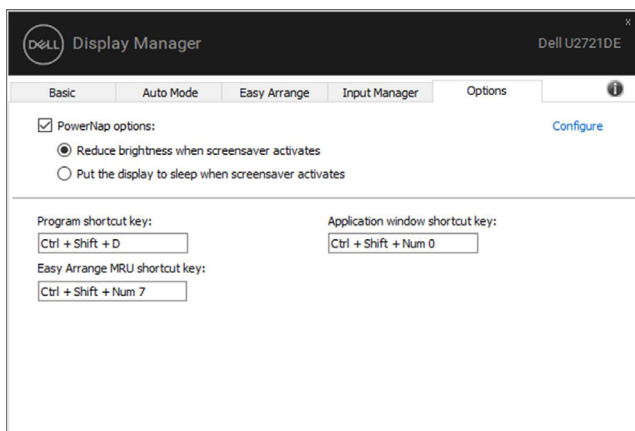 x
DELL Display Manager Dell U2721DE
Basic Auto Mode Easy Arrange Input Manager Options i
PowerNap options: Configure
Reduce brightness when screensaver activates
Put the display to sleep when screensaver activates
Program shortcut key: Application window shortcut key:
Ctrl + Shift + D Ctrl + Shift + Num 0
Easy Arrange MRU shortcut key:
Ctrl + Shift + Num 7